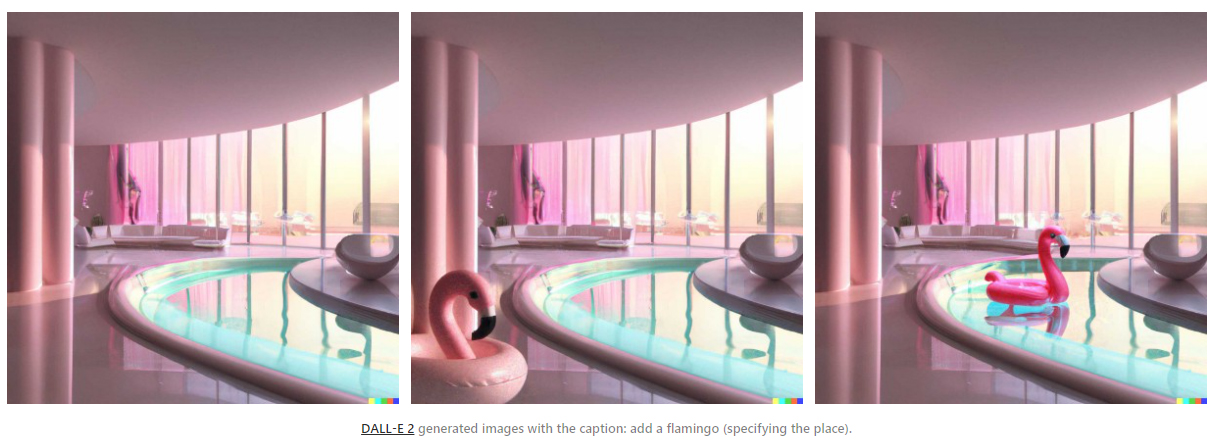 DALL-E 2 generated images with the caption: add a flamingo (specifying the place).